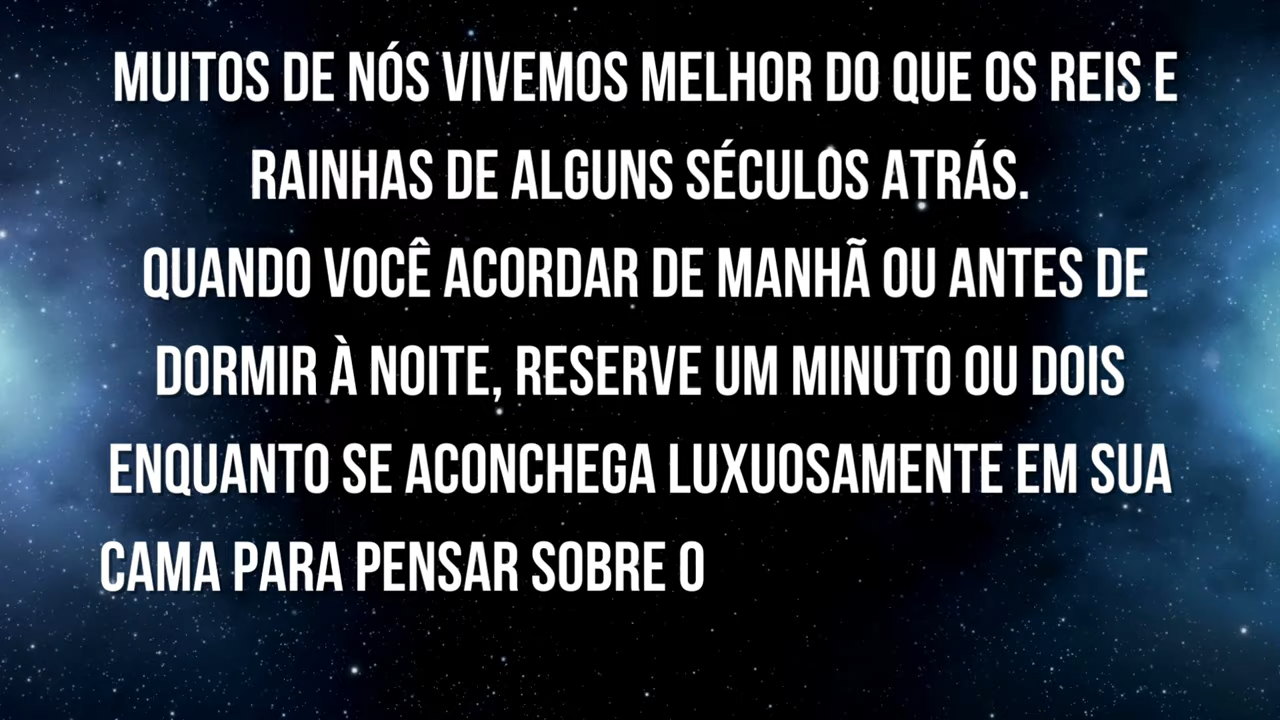 MUITOS DE NÓS VIVEMOS MELHOR DO QUE OS REIS E
RAINHAS DE ALGUNS SÉCULOS ATRÁS.
QUANDO VOCÊ ACORDAR DE MANHÃ OU ANTES DE
DORMIR À NOITE, RESERVE UM MINUTO OU DOIS
ENQUANTO SE ACONCHEGA LUXUOSAMENTE EM SUA
CAMA PARA PENSAR SOBRE O